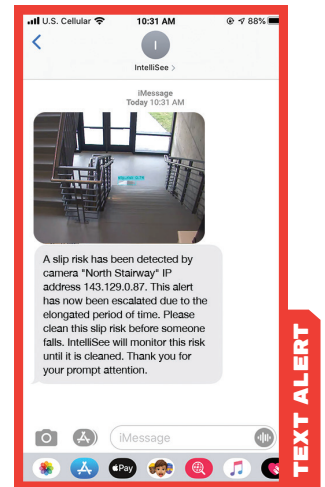 U.S. Cellular 10:31 AM 88%
I
IntelliSee >
iMessage
Today 10:31 AM
A slip risk has been detected by
camera "North Stairway" IP
address 143.129.0.87. This alert
has now been escalated due to the
elongated period of time. Please
clean this slip risk before someone
falls. IntelliSee will monitor this risk
until it is cleaned. Thank you for
your prompt attention.
iMessage
Pay
TEXT ALERT